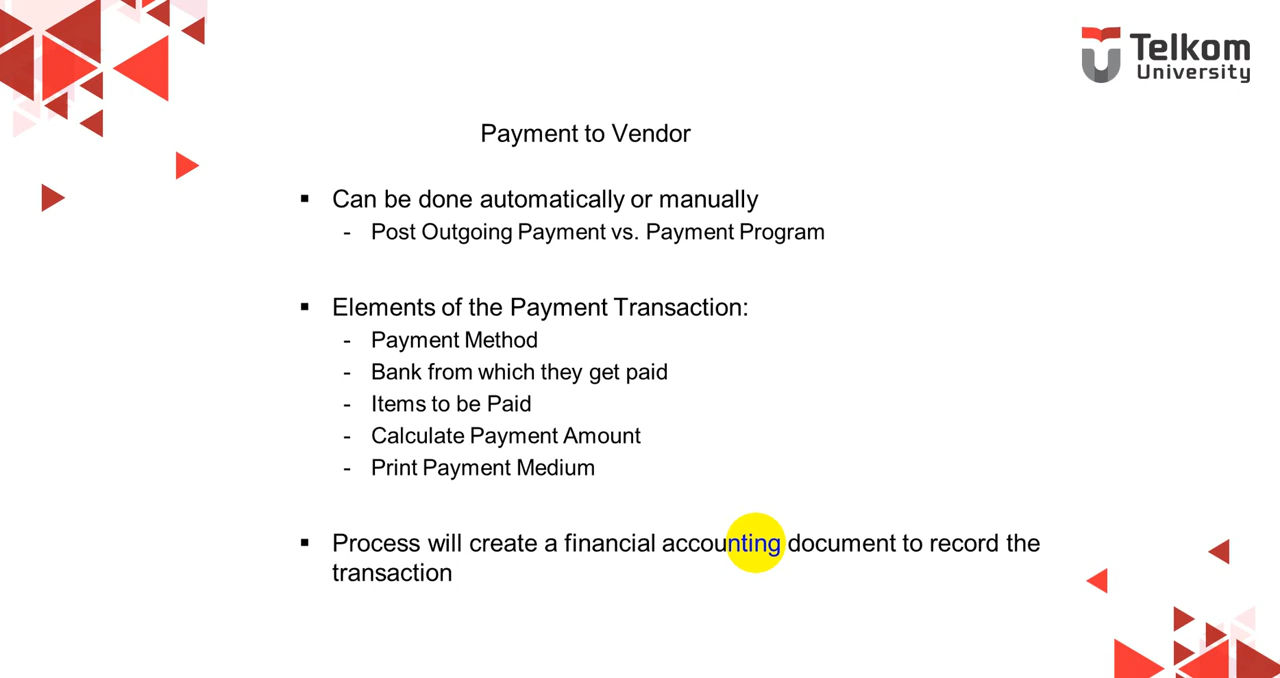 Telkom
University
Payment to Vendor
▪ Can be done automatically or manually
- Post Outgoing Payment vs. Payment Program
▪ Elements of the Payment Transaction:
- Payment Method
- Bank from which they get paid
- Items to be Paid
- Calculate Payment Amount
- Print Payment Medium
▪ Process will create a financial accounting document to record the
transaction